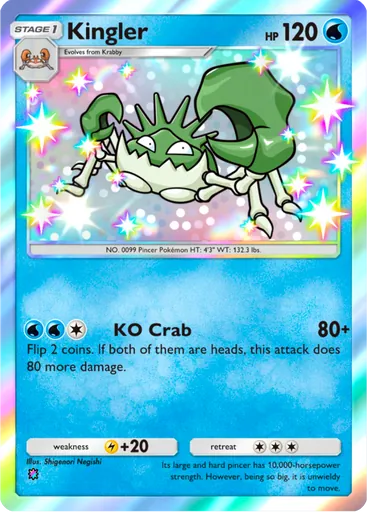 STAGE 1
Kingler
HP 120
Evolves from Krabby
NO. 0099 Pincer Pokémon HT: 4'3" WT: 132.3 lbs.
KO Crab 80+
Flip 2 coins. If both of them are heads, this attack does
80 more damage.
weakness +20 retreat
Illus. Shigenori Negishi
Its large and hard pincer has 10,000-horsepower
strength. However, being so big, it is unwieldy
to move.